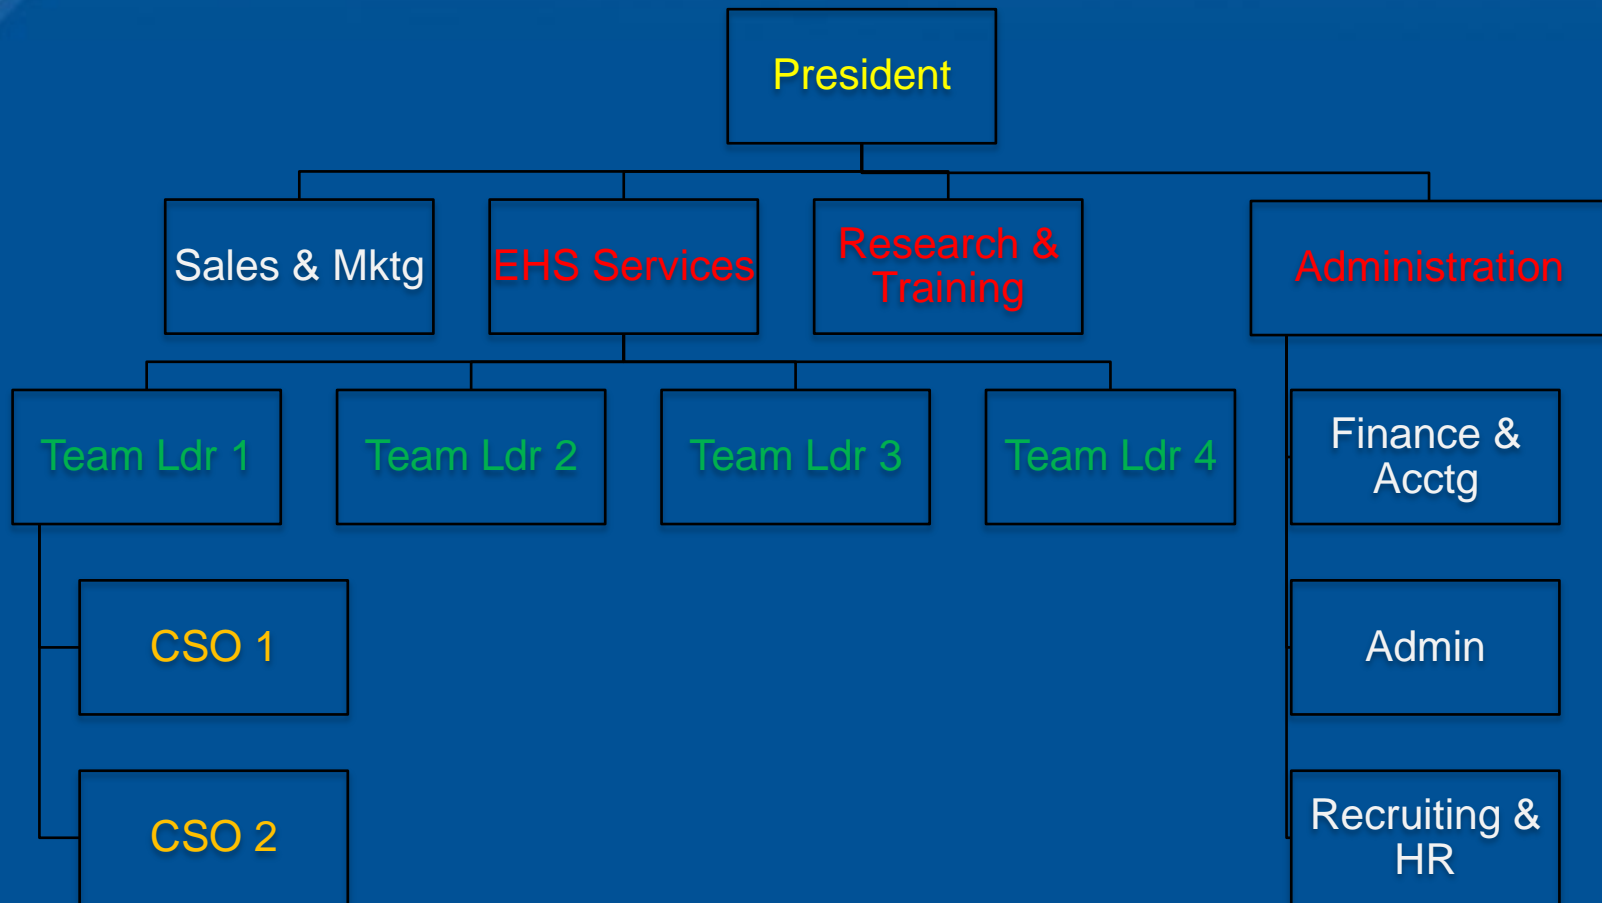 President
Sales & Mktg
EHS Services
Research &
Training
Administration
Team Ldr 1
Team Ldr 2
Team Ldr 3
Team Ldr 4
Finance &
Acctg
CSO 1
Admin
CSO 2
Recruiting &
HR